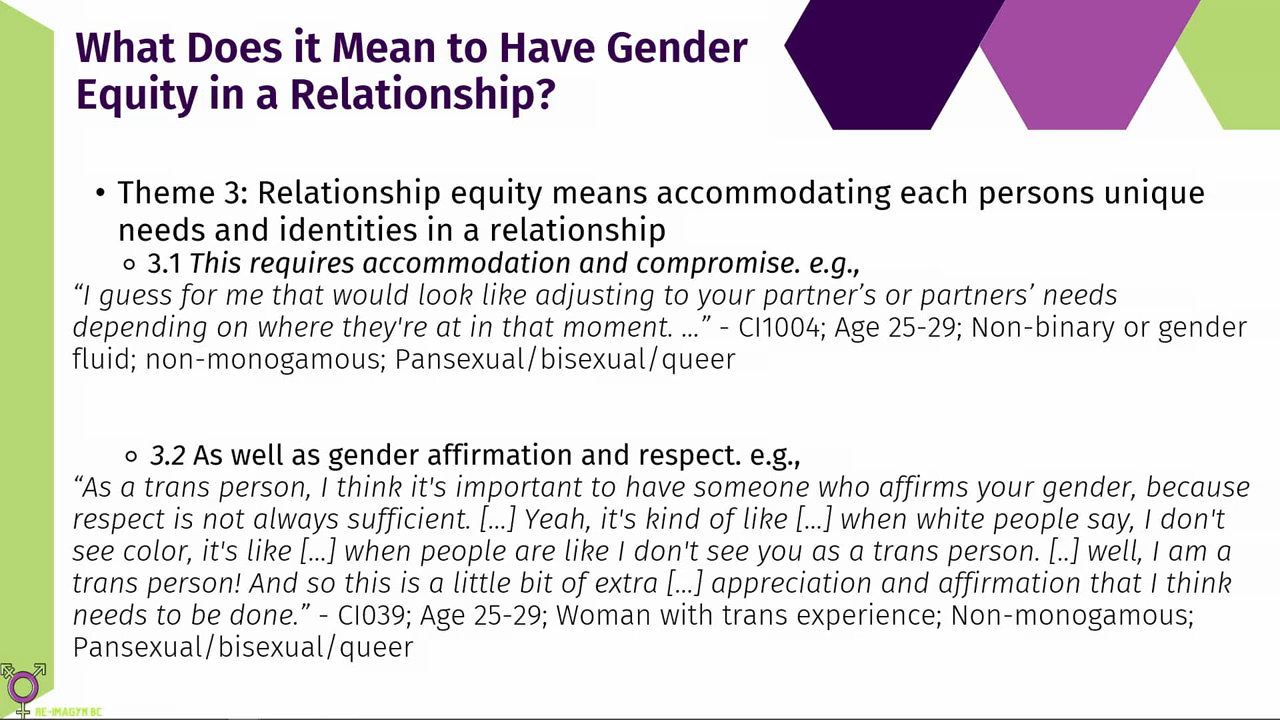 What Does it Mean to Have Gender
Equity in a Relationship?
• Theme 3: Relationship equity means accommodating each persons unique
needs and identities in a relationship
○ 3.1 This requires accommodation and compromise. e.g.,
“I guess for me that would look like adjusting to your partner’s or partners’ needs
depending on where they're at in that moment. ...” - CI1004; Age 25-29; Non-binary or gender
fluid; non-monogamous; Pansexual/bisexual/queer
○ 3.2 As well as gender affirmation and respect. e.g.,
“As a trans person, I think it's important to have someone who affirms your gender, because
respect is not always sufficient. [...] Yeah, it's kind of like [...] when white people say, I don't
see color, it's like [...] when people are like I don't see you as a trans person. [..] well, I am a
trans person! And so this is a little bit of extra [...] appreciation and affirmation that I think
needs to be done.” - CI039; Age 25-29; Woman with trans experience; Non-monogamous;
Pansexual/bisexual/queer
RE-IMAGYN BC